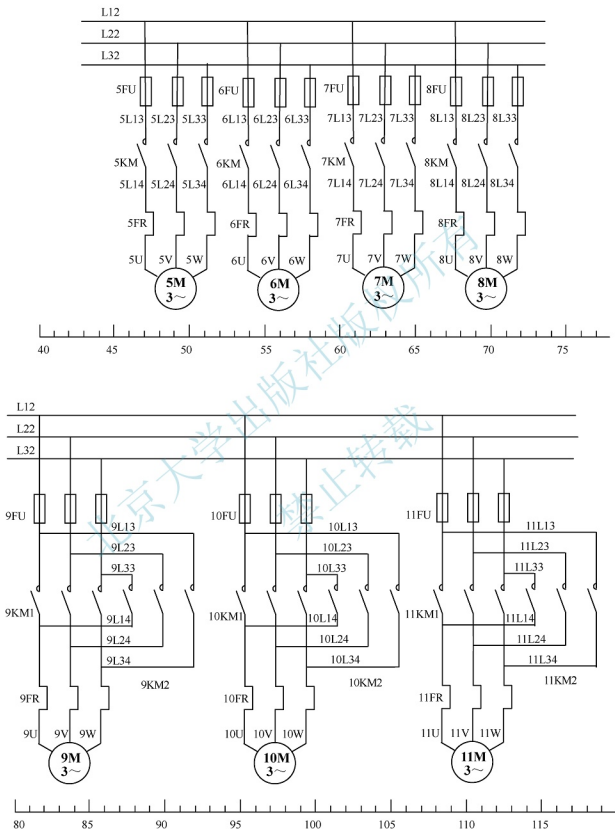 L12
L22
L32
5FU 6FU 7FU 8FU
5L13 5L23 5L33 6L13 6L23 6L33 7L13 7L23 7L33 8L13 8L23 8L33
5KM 6KM 7KM 8KM
5L14 5L24 5L34 6L14 6L24 6L34 7L14 7L24 7L34 8L14 8L24 8L34
5FR 6FR 7FR 8FR
5U 5V 5W 6U 6V 6W 7U 7V 7W 8U 8V 8W
5M 6M 7M 8M
3～ 3～ 3～ 3～
40 45 50 55 60 65 70 75
L12
L22
L32
9FU 10FU 11FU
9L13 10L13 11L13
9L23 10L23 11L23
9L33 10L33 11L33
9KM1 10KM1 11KM1
9L14 10L14 11L14
9L24 10L24 11L24
9L34 10L34 11L34
9KM2 10KM2 11KM2
9FR 10FR 11FR
9U 9V 9W 10U 10V 10W 11U 11V 11W
9M 10M 11M
3～ 3～ 3～
80 85 90 95 100 105 110 115
北京大学出版社版权所有
禁止转载